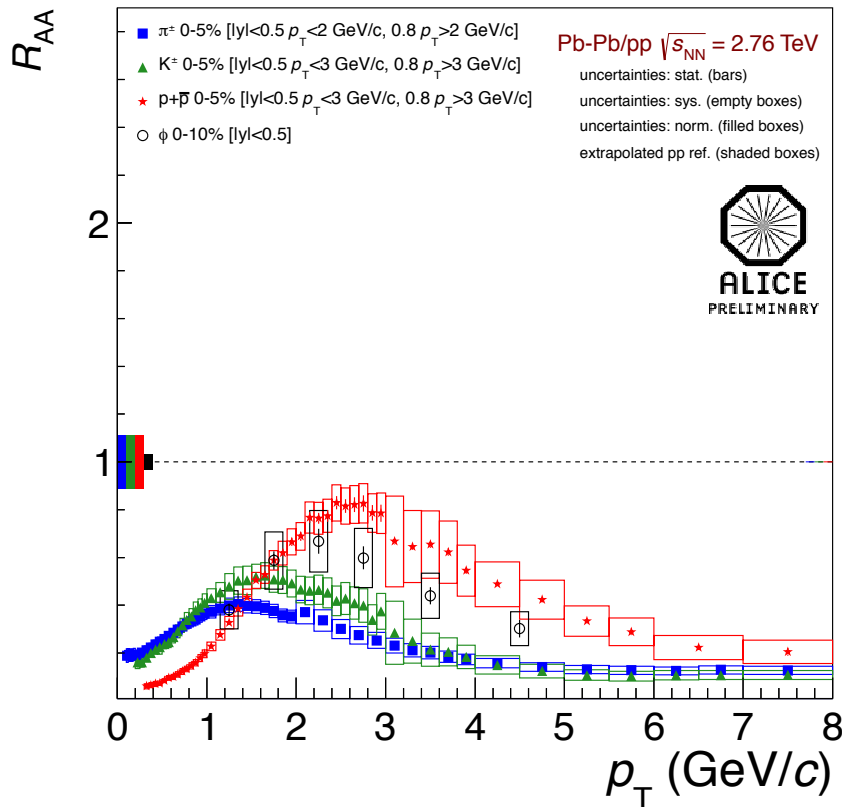 R_AA
π± 0-5% [|y|<0.5 p_T<2 GeV/c, 0.8 p_T>2 GeV/c]
K± 0-5% [|y|<0.5 p_T<3 GeV/c, 0.8 p_T>3 GeV/c]
p+p̅ 0-5% [|y|<0.5 p_T<3 GeV/c, 0.8 p_T>3 GeV/c]
ϕ 0-10% [|y|<0.5]
Pb-Pb/pp √s_NN = 2.76 TeV
uncertainties: stat. (bars)
uncertainties: sys. (empty boxes)
uncertainties: norm. (filled boxes)
extrapolated pp ref. (shaded boxes)
ALICE
PRELIMINARY
2
1
0 1 2 3 4 5 6 7 8
p_T (GeV/c)